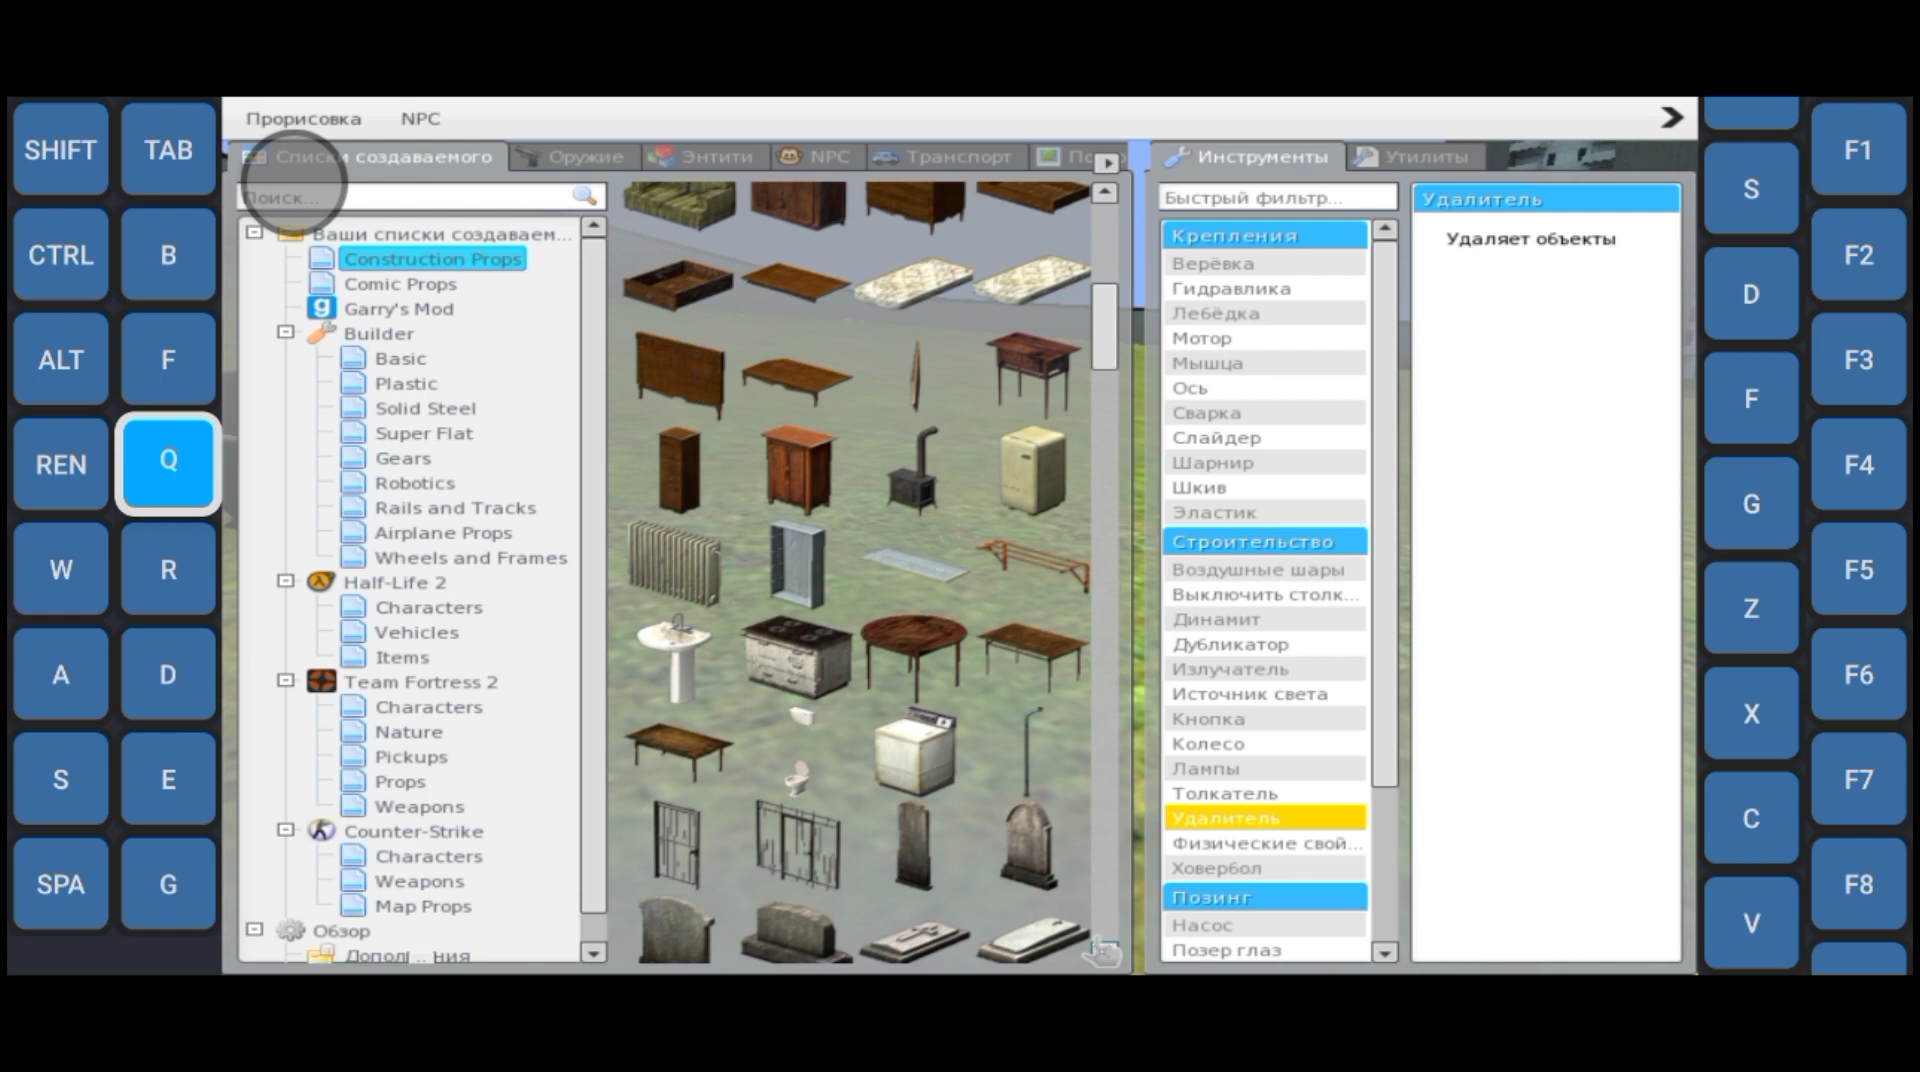 SHIFT
TAB
CTRL
B
ALT
F
REN
Q
W
R
A
D
S
E
SPA
G
Прорисовка
NPC
Списки создаваемого
Оружие
Энтити
NPC
Транспорт
Поиск...
Ваши списки создаваем...
Construction Props
Comic Props
Garry's Mod
Builder
Basic
Plastic
Solid Steel
Super Flat
Gears
Robotics
Rails and Tracks
Airplane Props
Wheels and Frames
Half-Life 2
Characters
Vehicles
Items
Team Fortress 2
Characters
Nature
Pickups
Props
Weapons
Counter-Strike
Characters
Weapons
Map Props
Обзор
Инструменты
Утилиты
Быстрый фильтр...
Крепления
Верёвка
Гидравлика
Лебёдка
Мотор
Мышца
Ось
Сварка
Слайдер
Шарнир
Шкив
Эластик
Строительство
Воздушные шары
Выключить столк...
Динамит
Дубликатор
Излучатель
Источник света
Кнопка
Колесо
Лампы
Толкатель
Удалитель
Физические свой...
Ховербол
Позинг
Насос
Позер глаз
Удалитель
Удаляет объекты
S
D
F
G
Z
X
C
V
F1
F2
F3
F4
F5
F6
F7
F8